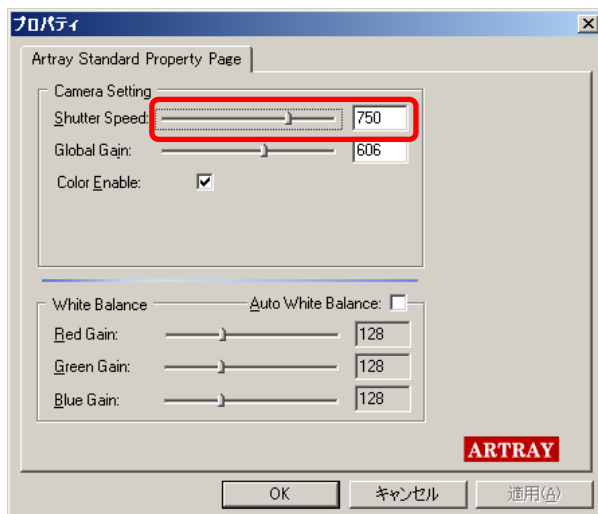 プロパティ
Artray Standard Property Page
Camera Setting
Shutter Speed: 750
Global Gain: 606
Color Enable:
White Balance Auto White Balance:
Red Gain: 128
Green Gain: 128
Blue Gain: 128
ARTRAY
OK キャンセル 適用(A)